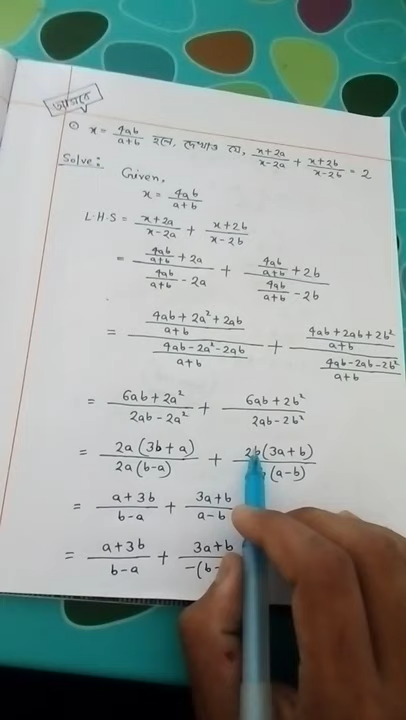 জাগবে
① x = 4ab/(a+b) হলে, দেখাও যে, (x+2a)/(x-2a) + (x+2b)/(x-2b) = 2
Solve:
Given,
x = 4ab/(a+b)
L.H.S = (x+2a)/(x-2a) + (x+2b)/(x-2b)
= (4ab/(a+b) + 2a)/(4ab/(a+b) - 2a) + (4ab/(a+b) + 2b)/(4ab/(a+b) - 2b)
= ((4ab+2a²+2ab)/(a+b))/((4ab-2a²-2ab)/(a+b)) + ((4ab+2ab+2b²)/(a+b))/((4ab-2ab-2b²)/(a+b))
= (6ab+2a²)/(2ab-2a²) + (6ab+2b²)/(2ab-2b²)
= 2a(3b+a)/2a(b-a) + 2b(3a+b)/(a-b)
= (a+3b)/(b-a) + (3a+b)/(a-b)
= (a+3b)/(b-a) + (3a+b)/-(b-